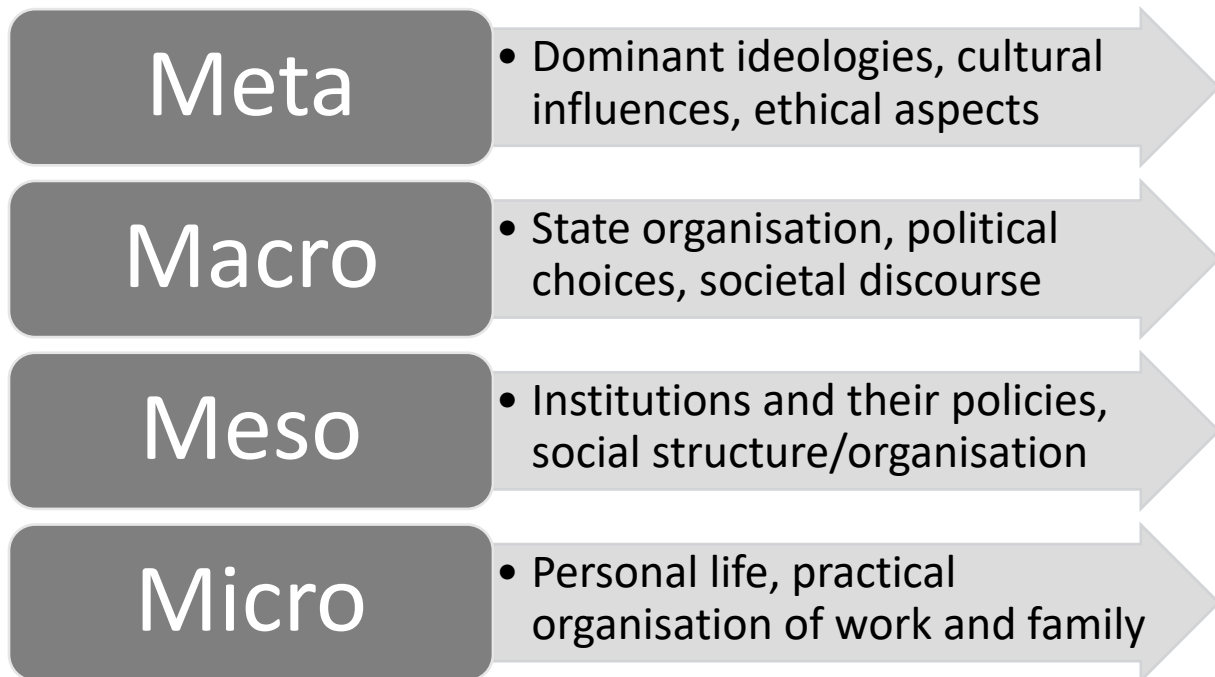 Meta
• Dominant ideologies, cultural
influences, ethical aspects
Macro
• State organisation, political
choices, societal discourse
Meso
• Institutions and their policies,
social structure/organisation
Micro
• Personal life, practical
organisation of work and family